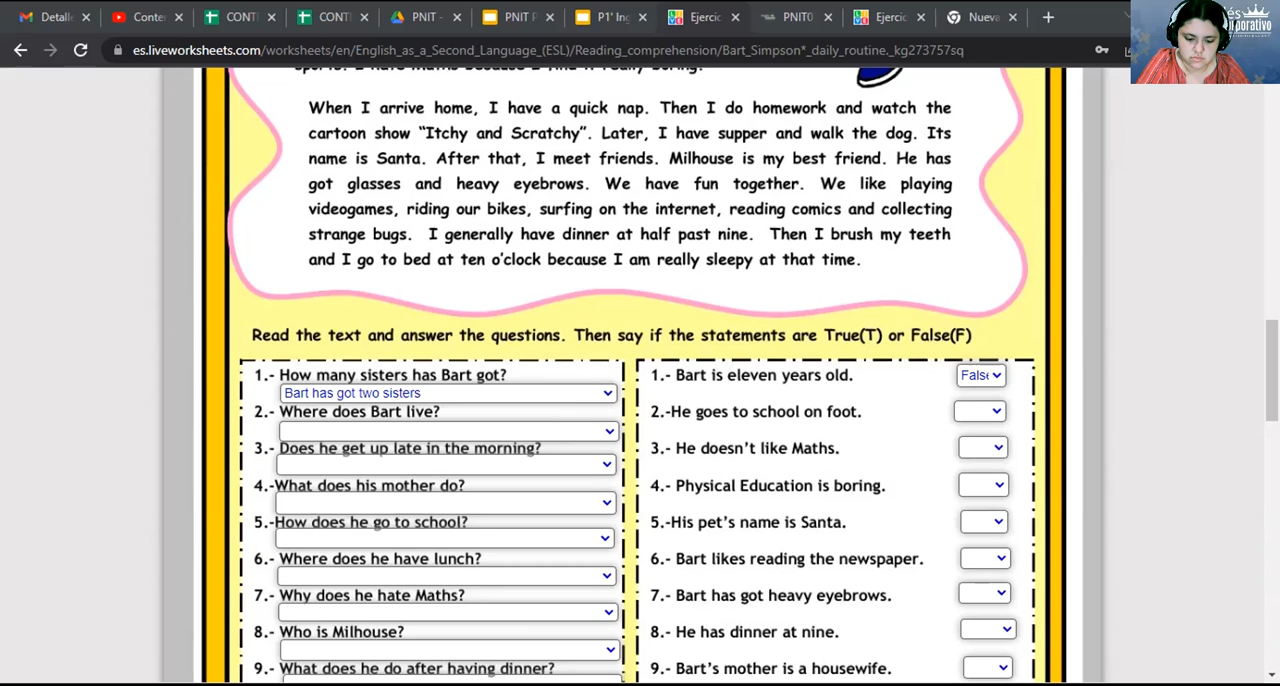 Detalle
Conten
CONTI
CONTI
PNIT -
PNIT P
P1' Ing
Ejercic
PNIT0
Ejercic
Nueva
es.liveworksheets.com/worksheets/en/English_as_a_Second_Language_(ESL)/Reading_comprehension/Bart_Simpson*_daily_routine._kg273757sq
When I arrive home, I have a quick nap. Then I do homework and watch the
cartoon show “Itchy and Scratchy”. Later, I have supper and walk the dog. Its
name is Santa. After that, I meet friends. Milhouse is my best friend. He has
got glasses and heavy eyebrows. We have fun together. We like playing
videogames, riding our bikes, surfing on the internet, reading comics and collecting
strange bugs. I generally have dinner at half past nine. Then I brush my teeth
and I go to bed at ten o’clock because I am really sleepy at that time.
Read the text and answer the questions. Then say if the statements are True(T) or False(F)
1.- How many sisters has Bart got?
Bart has got two sisters
2.- Where does Bart live?
3.- Does he get up late in the morning?
4.-What does his mother do?
5.-How does he go to school?
6.- Where does he have lunch?
7.- Why does he hate Maths?
8.- Who is Milhouse?
9.- What does he do after having dinner?
1.- Bart is eleven years old.
False
2.-He goes to school on foot.
3.- He doesn’t like Maths.
4.- Physical Education is boring.
5.-His pet’s name is Santa.
6.- Bart likes reading the newspaper.
7.- Bart has got heavy eyebrows.
8.- He has dinner at nine.
9.- Bart’s mother is a housewife.